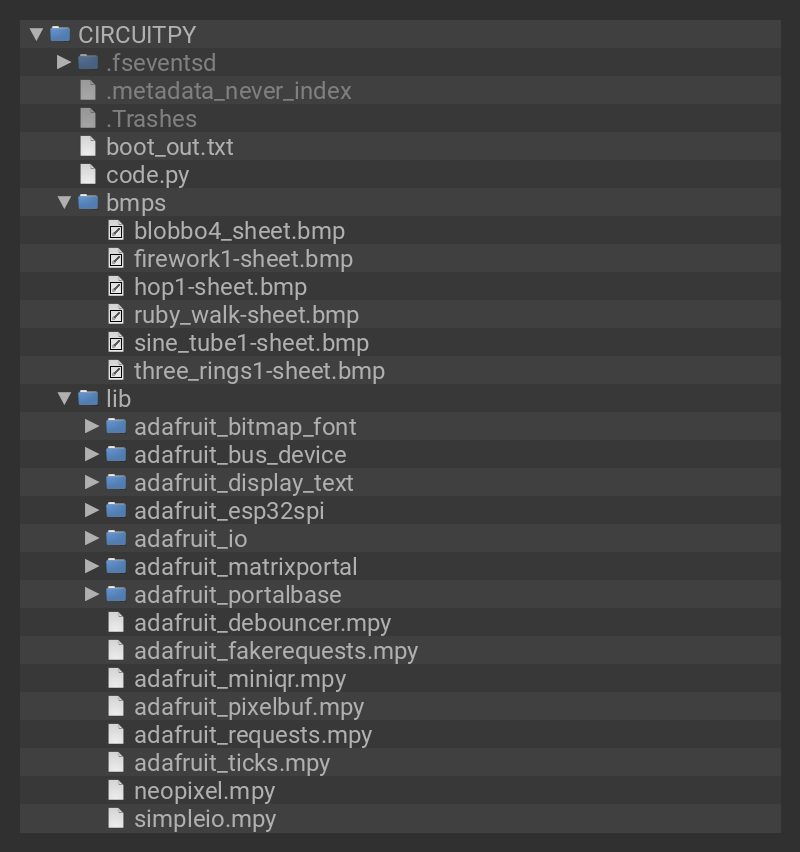 CIRCUITPY
.fseventsd
.metadata_never_index
.Trashes
boot_out.txt
code.py
bmps
blobbo4_sheet.bmp
firework1-sheet.bmp
hop1-sheet.bmp
ruby_walk-sheet.bmp
sine_tube1-sheet.bmp
three_rings1-sheet.bmp
lib
adafruit_bitmap_font
adafruit_bus_device
adafruit_display_text
adafruit_esp32spi
adafruit_io
adafruit_matrixportal
adafruit_portalbase
adafruit_debouncer.mpy
adafruit_fakerequests.mpy
adafruit_miniqr.mpy
adafruit_pixelbuf.mpy
adafruit_requests.mpy
adafruit_ticks.mpy
neopixel.mpy
simpleio.mpy